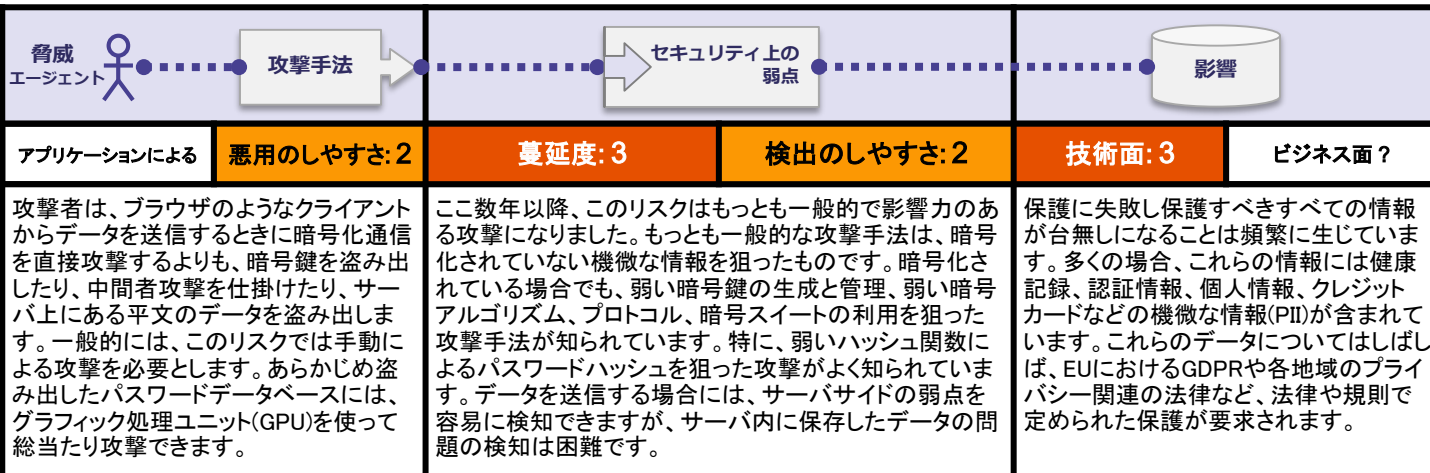 脅威
エージェント
攻撃手法
セキュリティ上の
弱点
影響
アプリケーションによる
悪用のしやすさ: 2
蔓延度: 3
検出のしやすさ: 2
技術面: 3
ビジネス面?
攻撃者は、ブラウザのようなクライアント
からデータを送信するときに暗号化通信
を直接攻撃するよりも、暗号鍵を盗み出
したり、中間者攻撃を仕掛けたり、サー
バ上にある平文のデータを盗み出しま
す。一般的には、このリスクでは手動に
よる攻撃を必要とします。あらかじめ盗
み出したパスワードデータベースには、
グラフィック処理ユニット(GPU)を使って
総当たり攻撃できます。
ここ数年以降、このリスクはもっとも一般的で影響力のあ
る攻撃になりました。もっとも一般的な攻撃手法は、暗号
化されていない機微な情報を狙ったものです。暗号化さ
れている場合でも、弱い暗号鍵の生成と管理、弱い暗号
アルゴリズム、プロトコル、暗号スイートの利用を狙った
攻撃手法が知られています。特に、弱いハッシュ関数に
よるパスワードハッシュを狙った攻撃がよく知られていま
す。データを送信する場合には、サーバサイドの弱点を
容易に検知できますが、サーバ内に保存したデータの問
題の検知は困難です。
保護に失敗し保護すべきすべての情報
が台無しになることは頻繁に生じていま
す。多くの場合、これらの情報には健康
記録、認証情報、個人情報、クレジット
カードなどの機微な情報(PII)が含まれて
います。これらのデータについてはしばし
ば、EUにおけるGDPRや各地域のプライ
バシー関連の法律など、法律や規則で
定められた保護が要求されます。